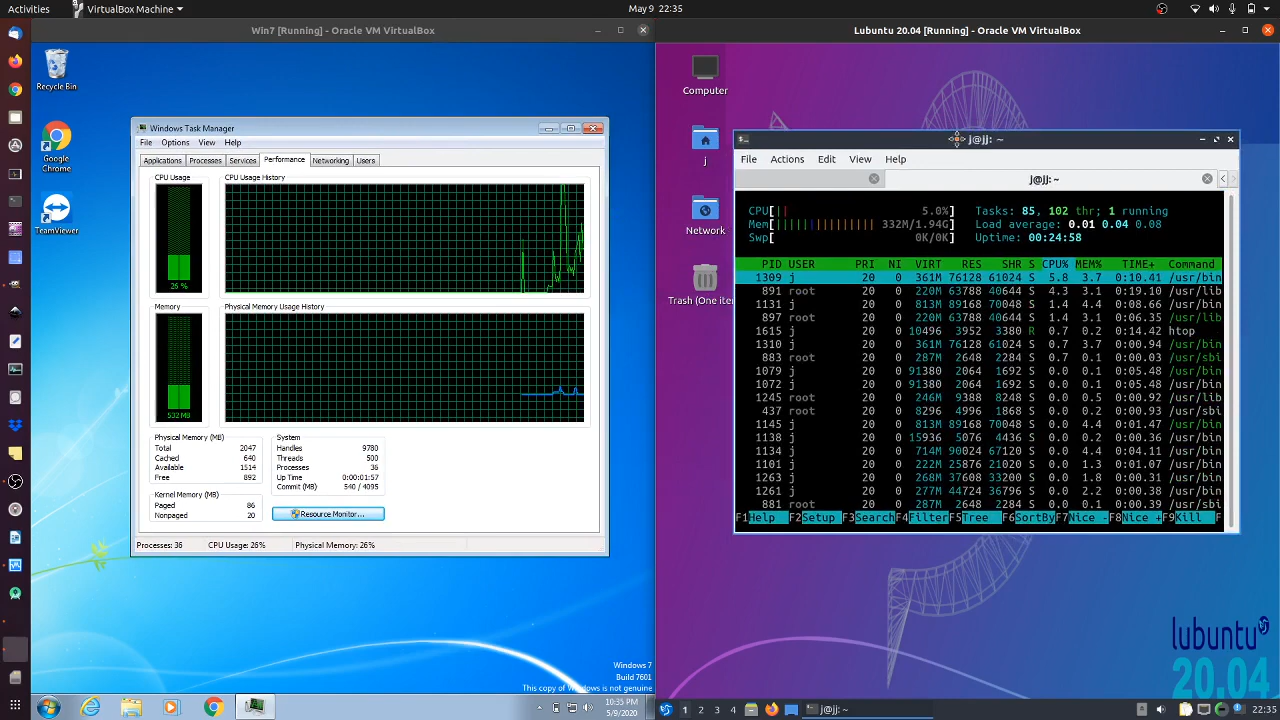 Activities VirtualBox Machine May 9 22:35
Win7 [Running] - Oracle VM VirtualBox
Recycle Bin
Google
Chrome
TeamViewer
Windows Task Manager
File Options View Help
Applications Processes Services Performance Networking Users
CPU Usage CPU Usage History
26 %
Memory Physical Memory Usage History
532 MB
Physical Memory (MB)
Total 2047
Cached 640
Available 1514
Free 892
Kernel Memory (MB)
Paged 86
Nonpaged 20
System
Handles 9780
Threads 500
Processes 36
Up Time 0:00:01:57
Commit (MB) 540 / 4095
Resource Monitor...
Processes: 36 CPU Usage: 26% Physical Memory: 26%
Windows 7
Build 7601
This copy of Windows is not genuine
10:35 PM
5/9/2020
Lubuntu 20.04 [Running] - Oracle VM VirtualBox
Computer
j
Network
Trash (One iter
j@jj: ~
File Actions Edit View Help
j@jj: ~
CPU[|| 5.0%] Tasks: 85, 102 thr; 1 running
Mem[|||||||||||||||| 332M/1.94G] Load average: 0.01 0.04 0.08
Swp[ 0K/0K] Uptime: 00:24:58
PID USER PRI NI VIRT RES SHR S CPU% MEM% TIME+ Command
1309 j 20 0 361M 76128 61024 S 5.8 3.7 0:10.41 /usr/bin
891 root 20 0 220M 63788 40644 S 4.3 3.1 0:19.10 /usr/lib
1131 j 20 0 813M 89168 70048 S 1.4 4.4 0:08.66 /usr/bin
897 root 20 0 220M 63788 40644 S 1.4 3.1 0:06.35 /usr/lib
1615 j 20 0 10496 3952 3380 R 0.7 0.2 0:14.42 htop
1310 j 20 0 361M 76128 61024 S 0.7 3.7 0:00.94 /usr/bin
883 root 20 0 287M 2648 2284 S 0.7 0.1 0:00.03 /usr/sbi
1079 j 20 0 91380 2064 1692 S 0.0 0.1 0:05.48 /usr/bin
1072 j 20 0 91380 2064 1692 S 0.0 0.1 0:05.48 /usr/bin
1245 root 20 0 246M 9388 8248 S 0.0 0.5 0:00.92 /usr/lib
437 root 20 0 8296 4996 1868 S 0.0 0.2 0:00.93 /usr/sbi
1145 j 20 0 813M 89168 70048 S 0.0 4.4 0:01.47 /usr/bin
1138 j 20 0 15936 5076 4436 S 0.0 0.2 0:00.36 /usr/bin
1134 j 20 0 714M 90024 67120 S 0.0 4.4 0:04.11 /usr/bin
1101 j 20 0 222M 25876 21020 S 0.0 1.3 0:01.07 /usr/bin
1263 j 20 0 268M 37608 33200 S 0.0 1.8 0:00.31 /usr/bin
1261 j 20 0 277M 44724 36796 S 0.0 2.2 0:00.38 /usr/bin
881 root 20 0 287M 2648 2284 S 0.0 0.1 0:00.09 /usr/sbi
F1Help F2Setup F3Search F4Filter F5Tree F6SortBy F7Nice - F8Nice + F9Kill F
lubuntu
20.04
1 2 3 4 j@jj: ~ 22:35